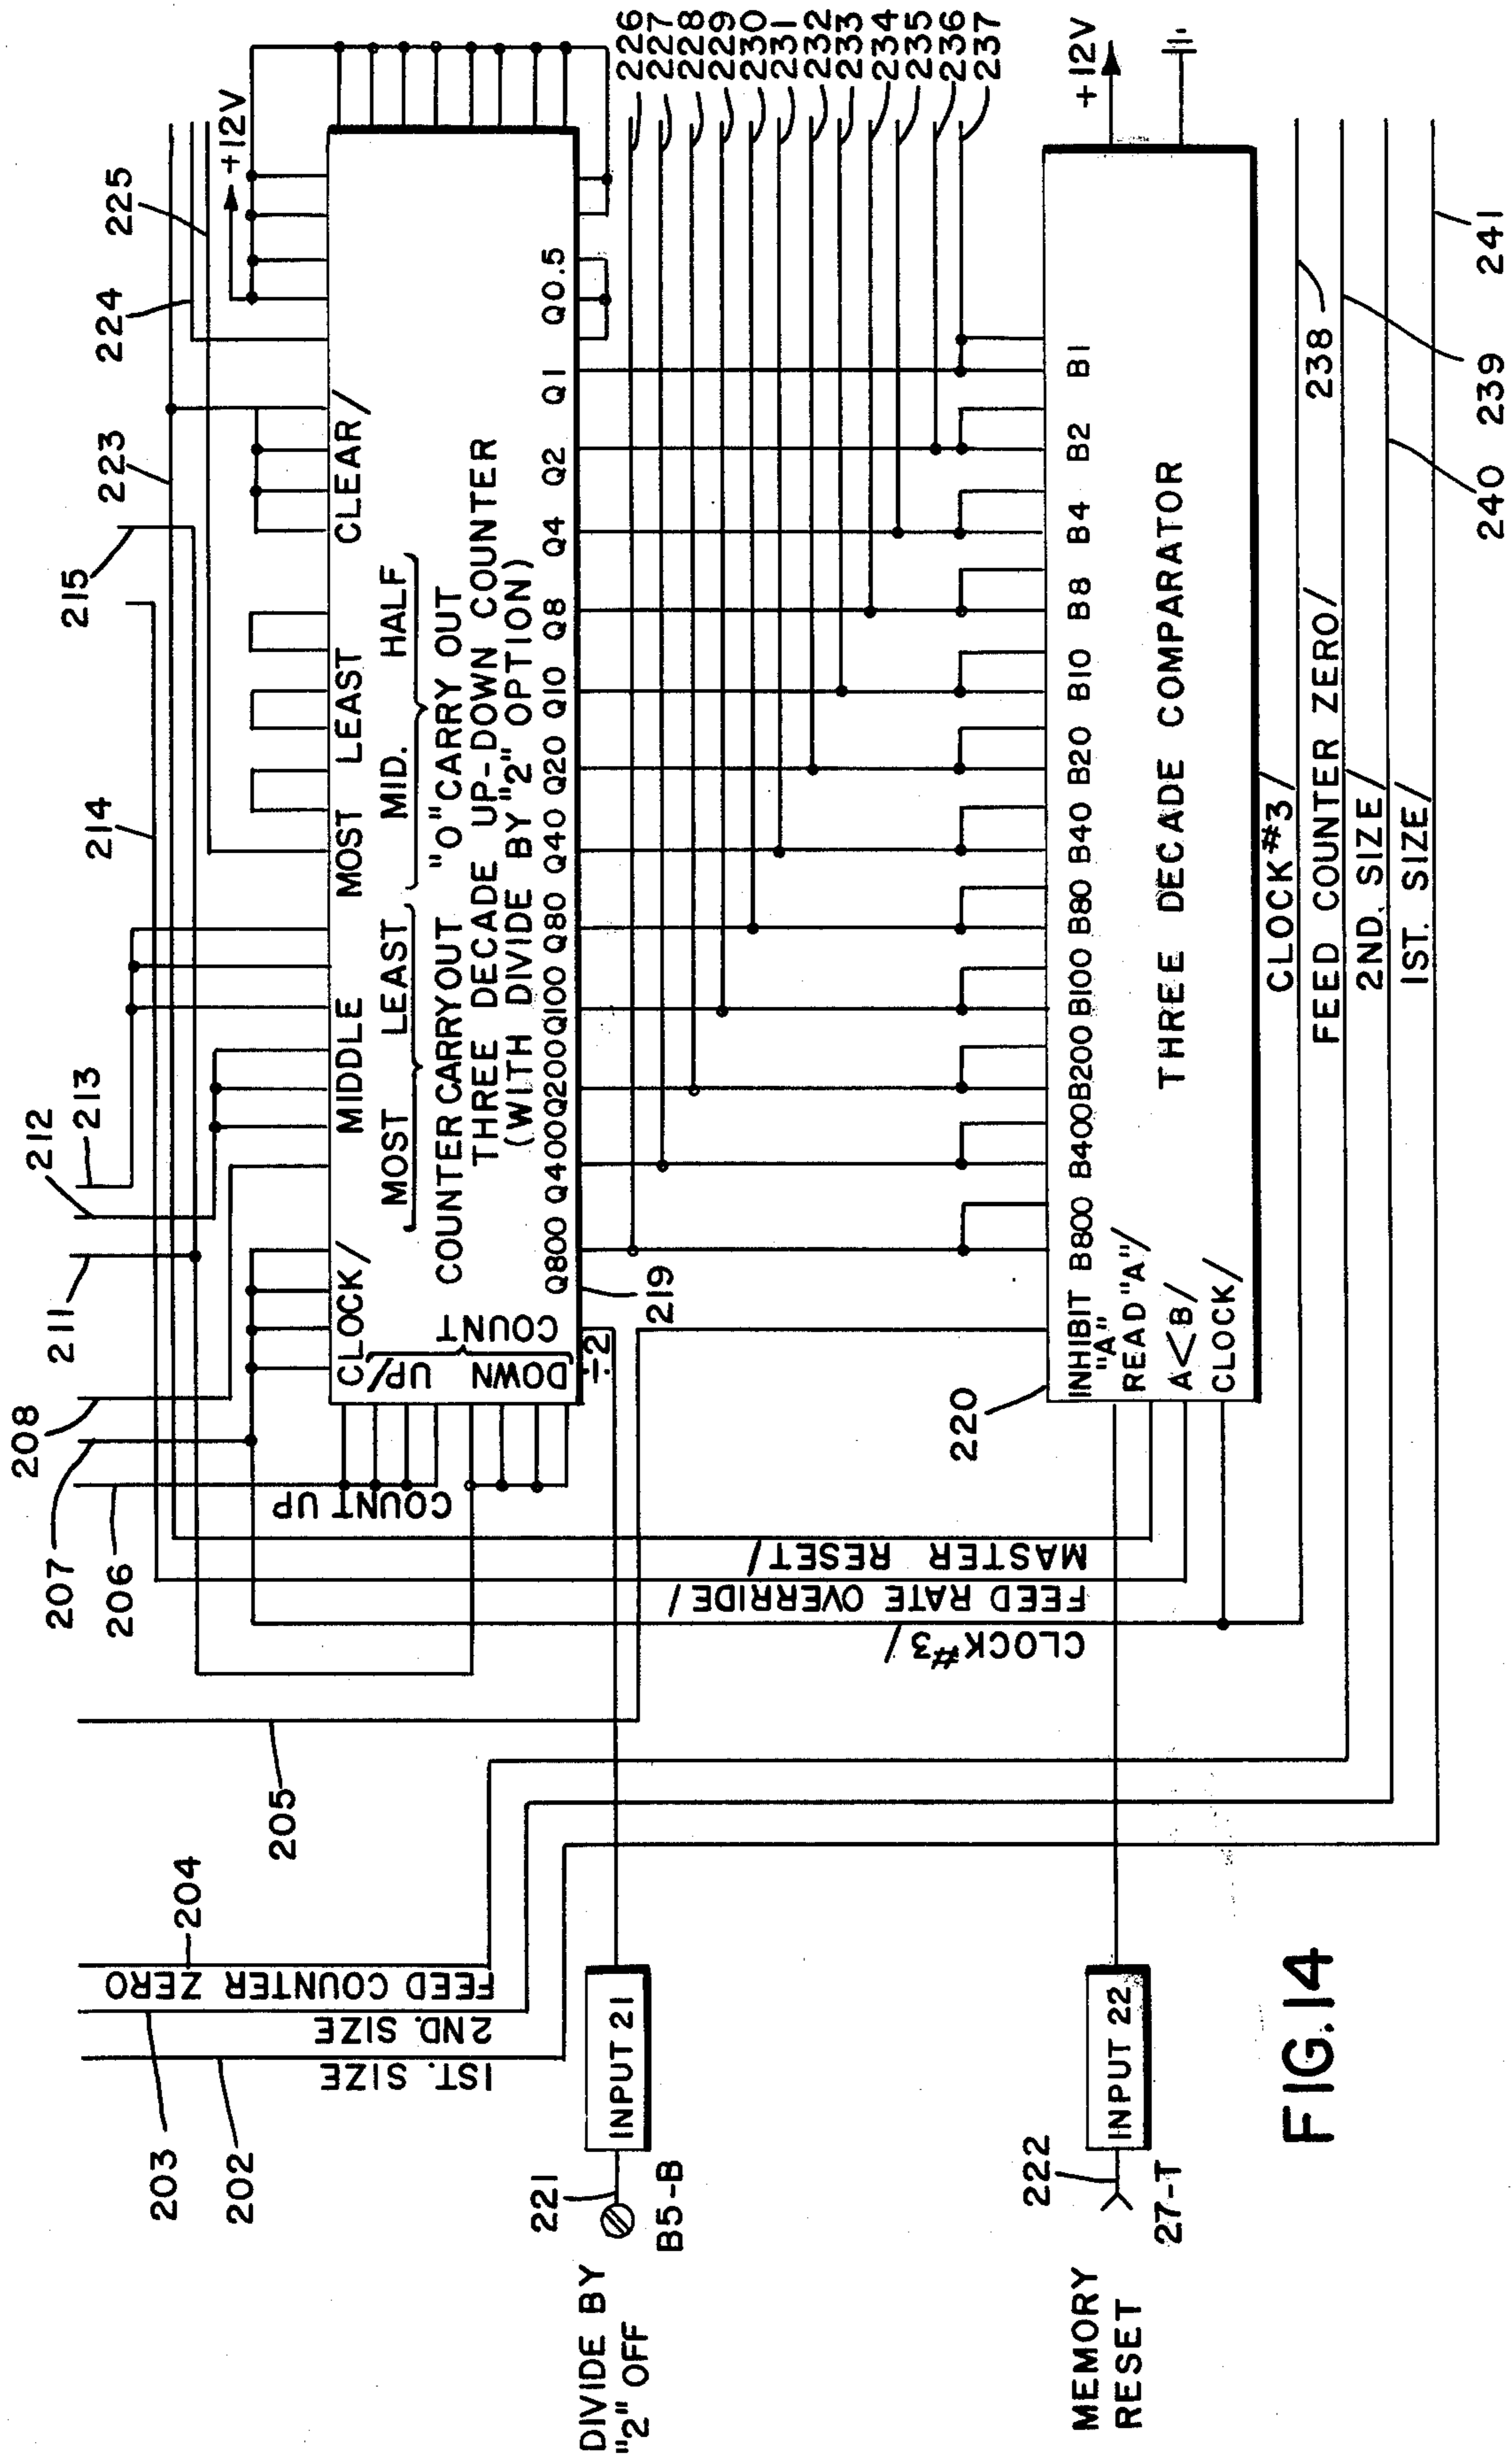 202
203
204
205
206
207
208
211
212
213
214
215
223
224
225
+12V
1ST. SIZE
2ND. SIZE
FEED COUNTER ZERO
COUNT UP
CLOCK/
MIDDLE
MOST LEAST
CLEAR/
UP/
DOWN
COUNT
MOST LEAST
MID. HALF
COUNTER CARRYOUT "0" CARRY OUT
THREE DECADE UP-DOWN COUNTER
(WITH DIVIDE BY "2" OPTION)
Q800 Q400 Q200 Q100 Q80 Q40 Q20 Q10 Q8 Q4 Q2 Q1 Q0.5
÷2
219
226
227
228
229
230
231
232
233
234
235
236
237
MASTER RESET/
FEED RATE OVERRIDE/
CLOCK #3/
DIVIDE BY
"2" OFF
221
B5-B
INPUT 21
220
INHIBIT
"A"
READ "A"/
A<B/
CLOCK/
B800 B400 B200 B100 B80 B40 B20 B10 B8 B4 B2 B1
THREE DECADE COMPARATOR
+12V
MEMORY
RESET
222
27-T
INPUT 22
CLOCK #3/
238
FEED COUNTER ZERO/
239
2ND. SIZE/
240
1ST. SIZE/
241
FIG. 14